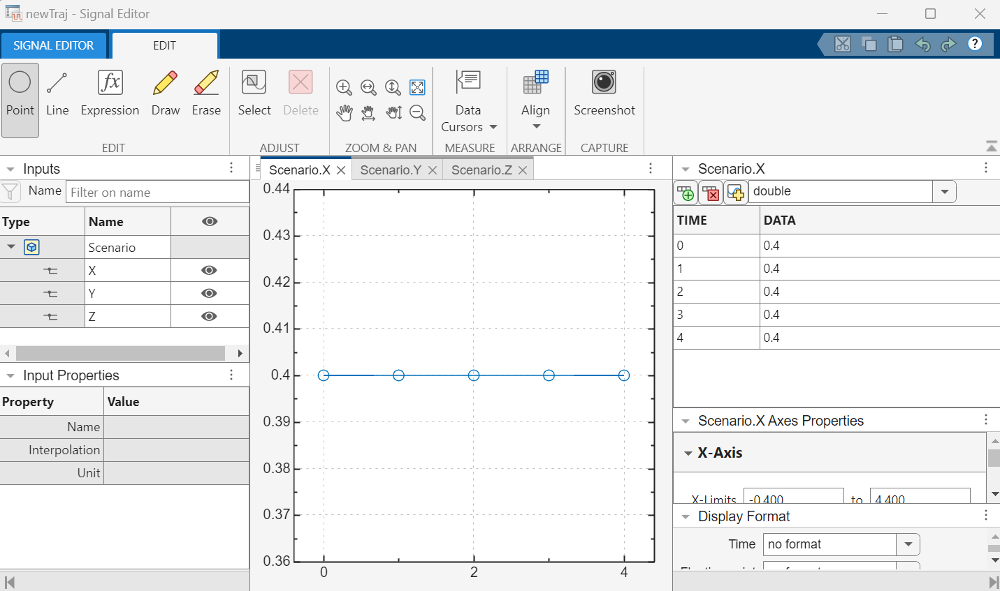 newTraj - Signal Editor
SIGNAL EDITOR
EDIT
?
Point
Line
fx
Expression
Draw
Erase
EDIT
Select
Delete
ADJUST
ZOOM & PAN
Data
Cursors
MEASURE
Align
ARRANGE
Screenshot
CAPTURE
Inputs
Name
Filter on name
Type
Name
Scenario
X
Y
Z
Input Properties
Property
Value
Name
Interpolation
Unit
Scenario.X
Scenario.Y
Scenario.Z
0.44
0.43
0.42
0.41
0.4
0.39
0.38
0.37
0.36
0
2
4
Scenario.X
double
TIME
DATA
0
0.4
1
0.4
2
0.4
3
0.4
4
0.4
Scenario.X Axes Properties
X-Axis
X-Limits
-0.400
to
4.400
Display Format
Time
no format